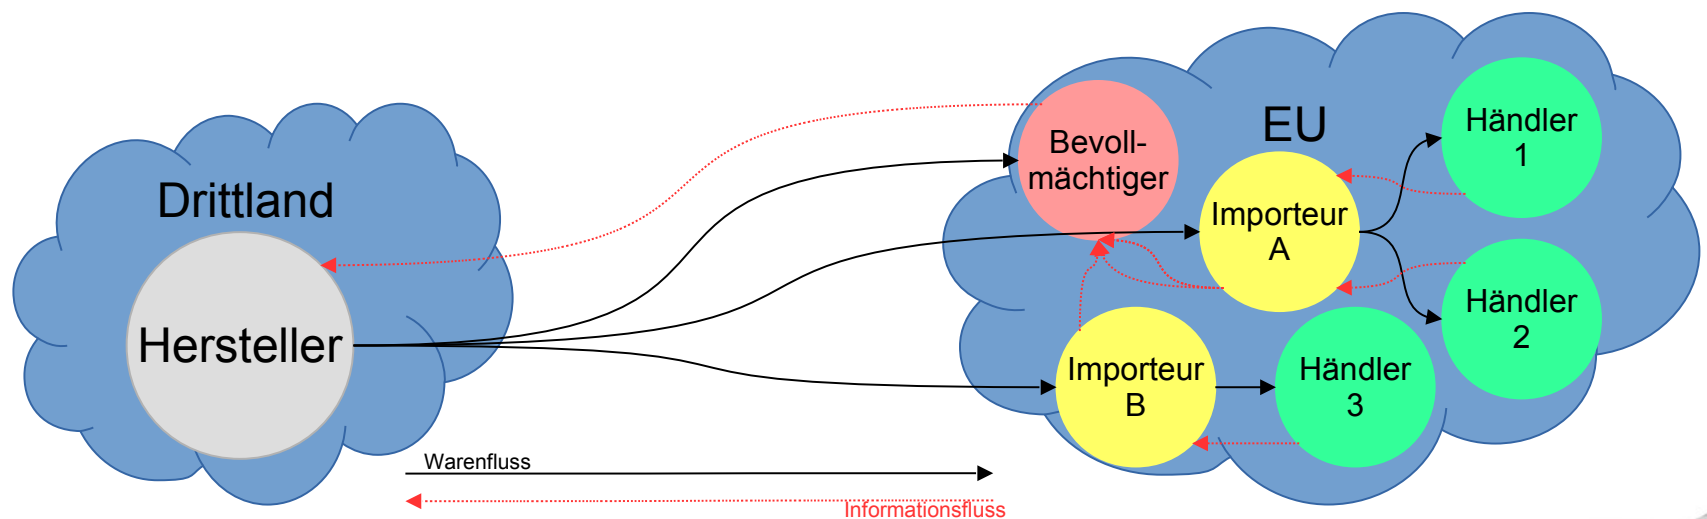 Drittland
Hersteller
EU
Bevoll-
mächtiger
Importeur
A
Händler
1
Händler
2
Importeur
B
Händler
3
Warenfluss
Informationsfluss